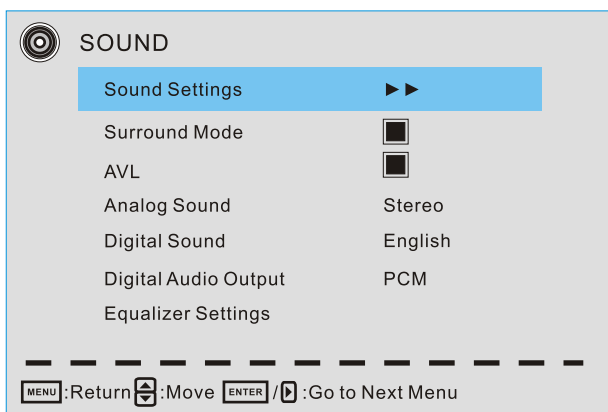 SOUND
Sound Settings ►►
Surround Mode
AVL
Analog Sound Stereo
Digital Sound English
Digital Audio Output PCM
Equalizer Settings
MENU :Return :Move ENTER / :Go to Next Menu